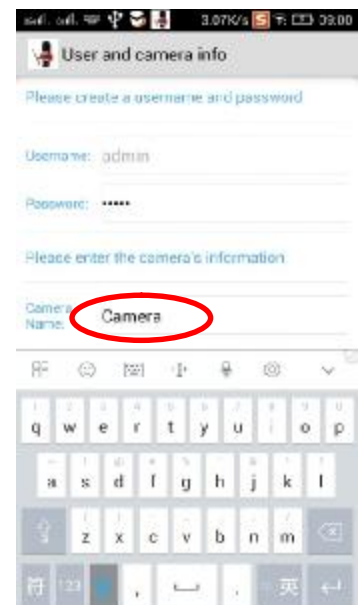 3.07K/s 09:00
User and camera info
Please create a username and password
Username: admin
Password: •••••
Please enter the camera's information
Camera
Name: Camera
q w e r t y u i o p
a s d f g h j k l
z x c v b n m
符 123 , . 英